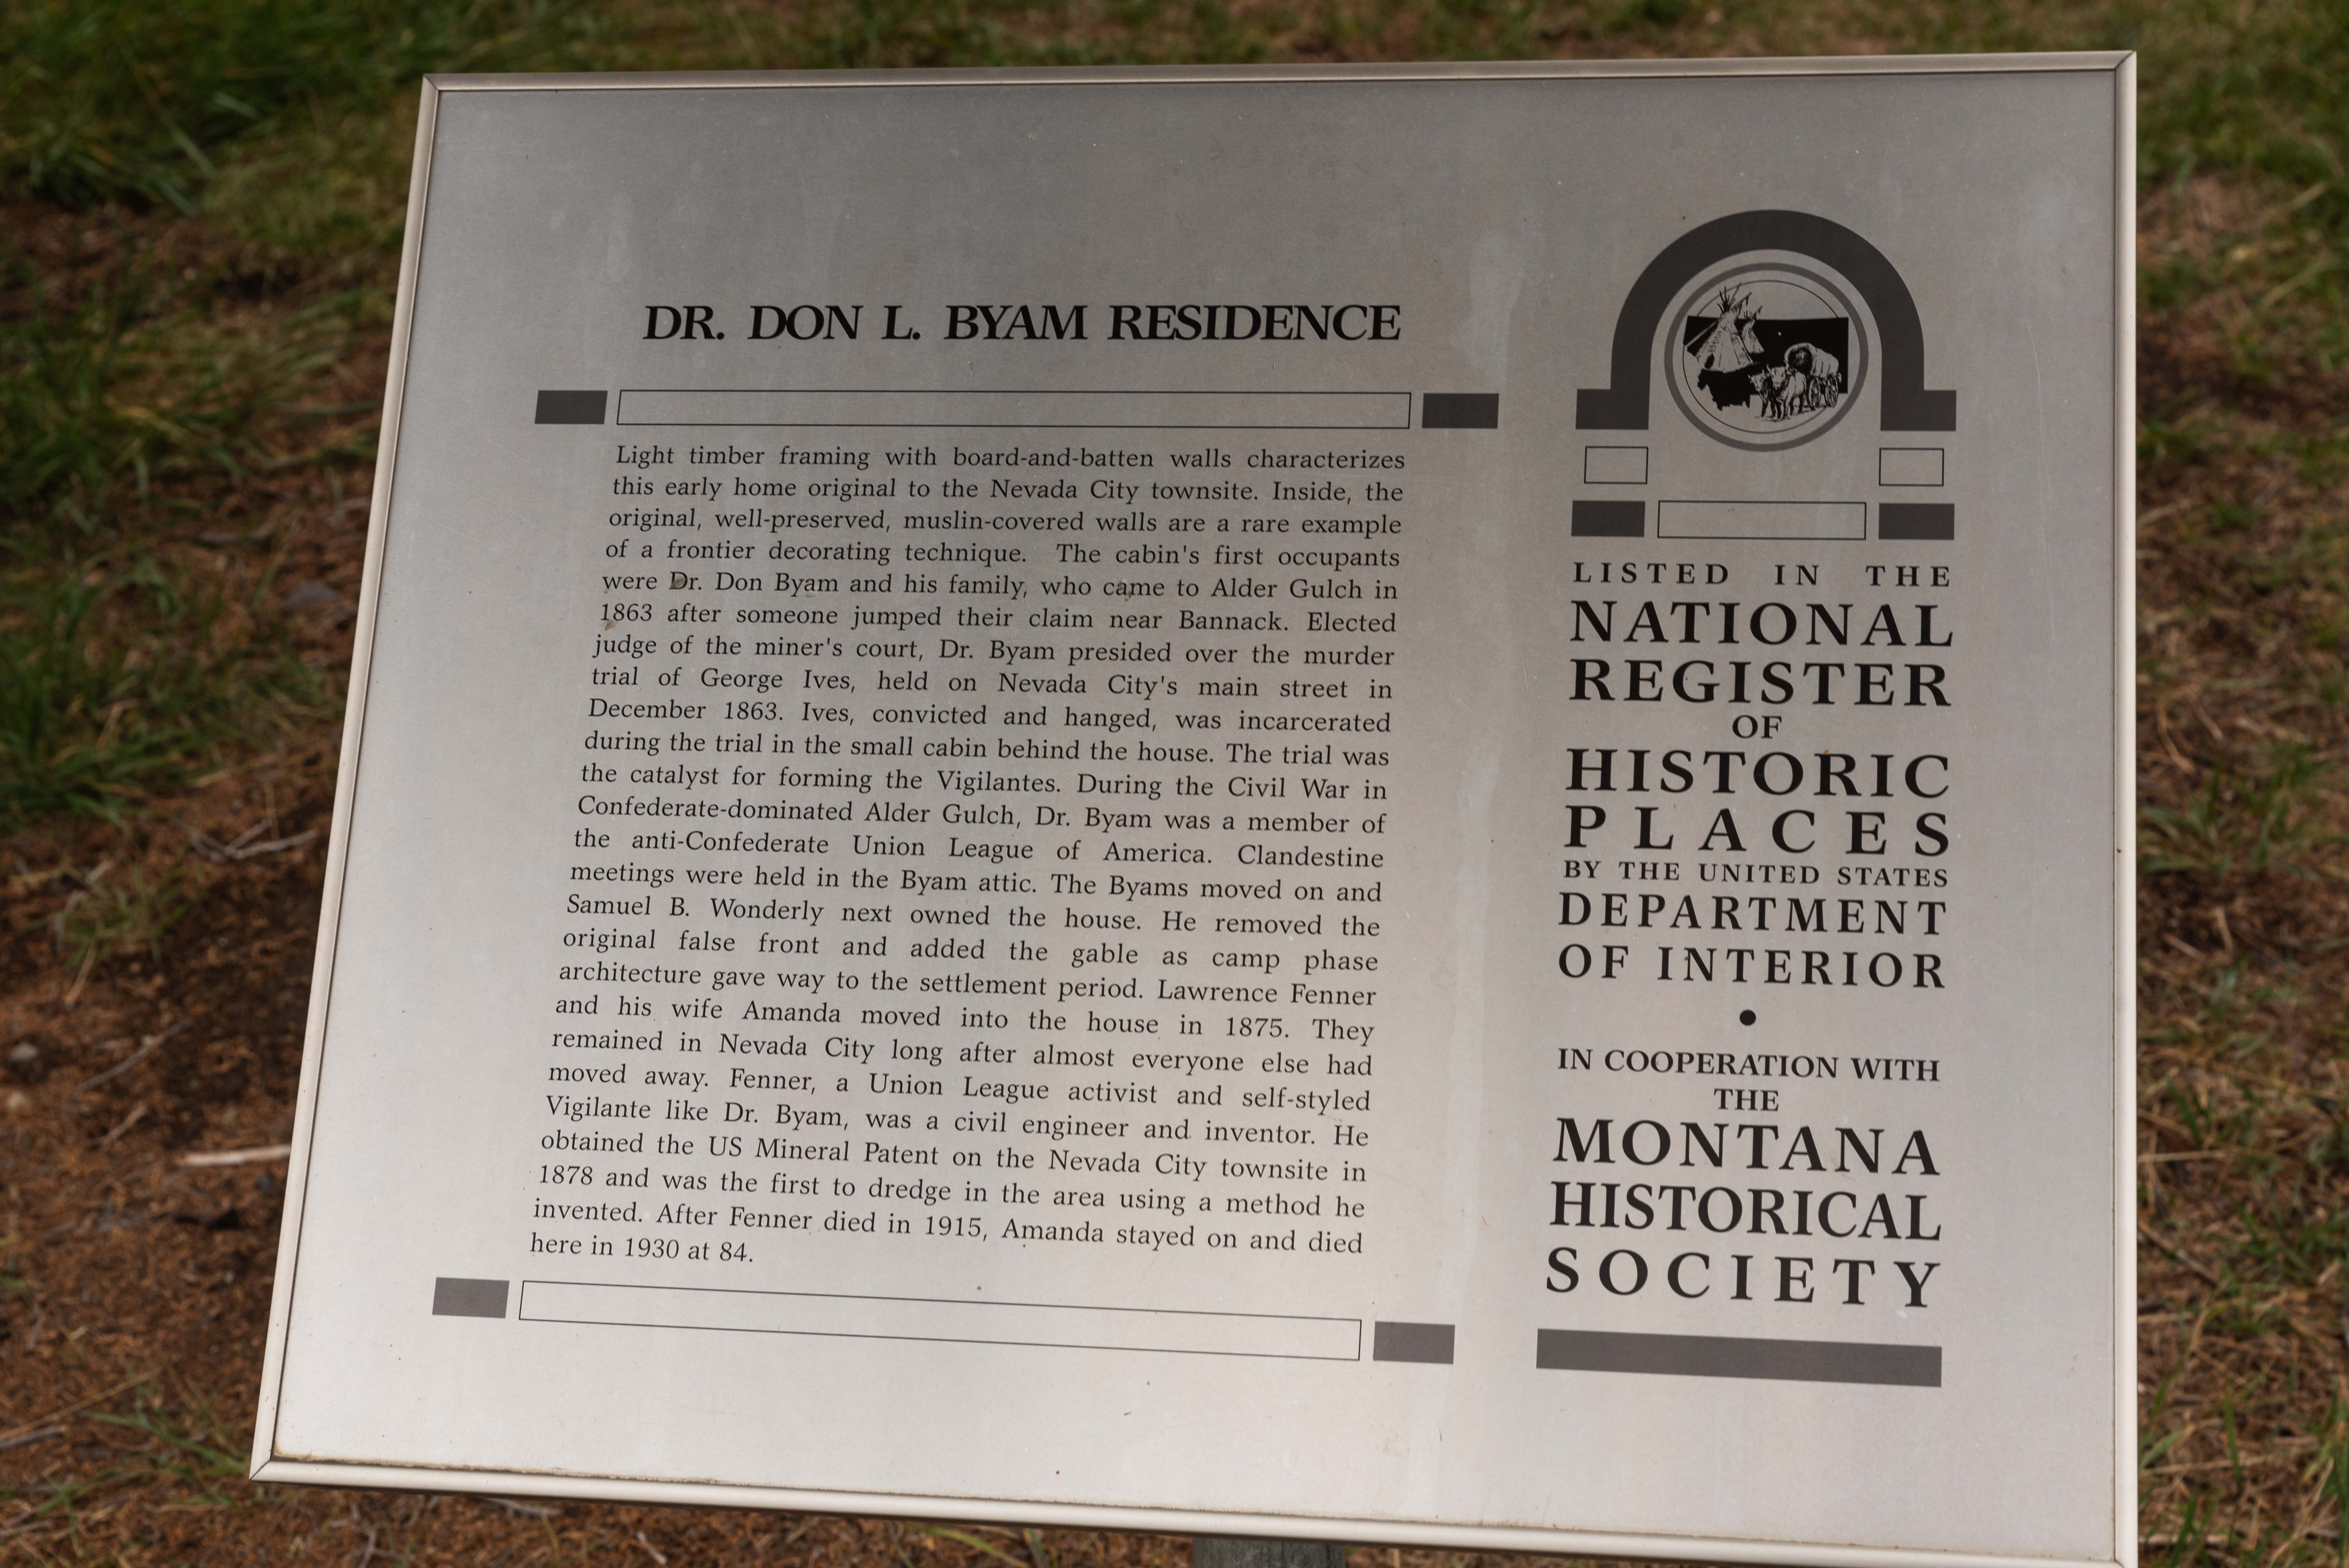 DR. DON L. BYAM RESIDENCE
Light timber framing with board-and-batten walls characterizes
this early home original to the Nevada City townsite. Inside, the
original, well-preserved, muslin-covered walls are a rare example
of a frontier decorating technique.  The cabin's first occupants
were Dr. Don Byam and his family, who came to Alder Gulch in
1863 after someone jumped their claim near Bannack. Elected
judge of the miner's court, Dr. Byam presided over the murder
trial of George Ives, held on Nevada City's main street in
December 1863. Ives, convicted and hanged, was incarcerated
during the trial in the small cabin behind the house. The trial was
the catalyst for forming the Vigilantes. During the Civil War in
Confederate-dominated Alder Gulch, Dr. Byam was a member of
the anti-Confederate Union League of America. Clandestine
meetings were held in the Byam attic. The Byams moved on and
Samuel B. Wonderly next owned the house. He removed the
original false front and added the gable as camp phase
architecture gave way to the settlement period. Lawrence Fenner
and his wife Amanda moved into the house in 1875. They
remained in Nevada City long after almost everyone else had
moved away. Fenner, a Union League activist and self-styled
Vigilante like Dr. Byam, was a civil engineer and inventor. He
obtained the US Mineral Patent on the Nevada City townsite in
1878 and was the first to dredge in the area using a method he
invented. After Fenner died in 1915, Amanda stayed on and died
here in 1930 at 84.
LISTED IN THE
NATIONAL
REGISTER
OF
HISTORIC
PLACES
BY THE UNITED STATES
DEPARTMENT
OF INTERIOR
•
IN COOPERATION WITH
THE
MONTANA
HISTORICAL
SOCIETY